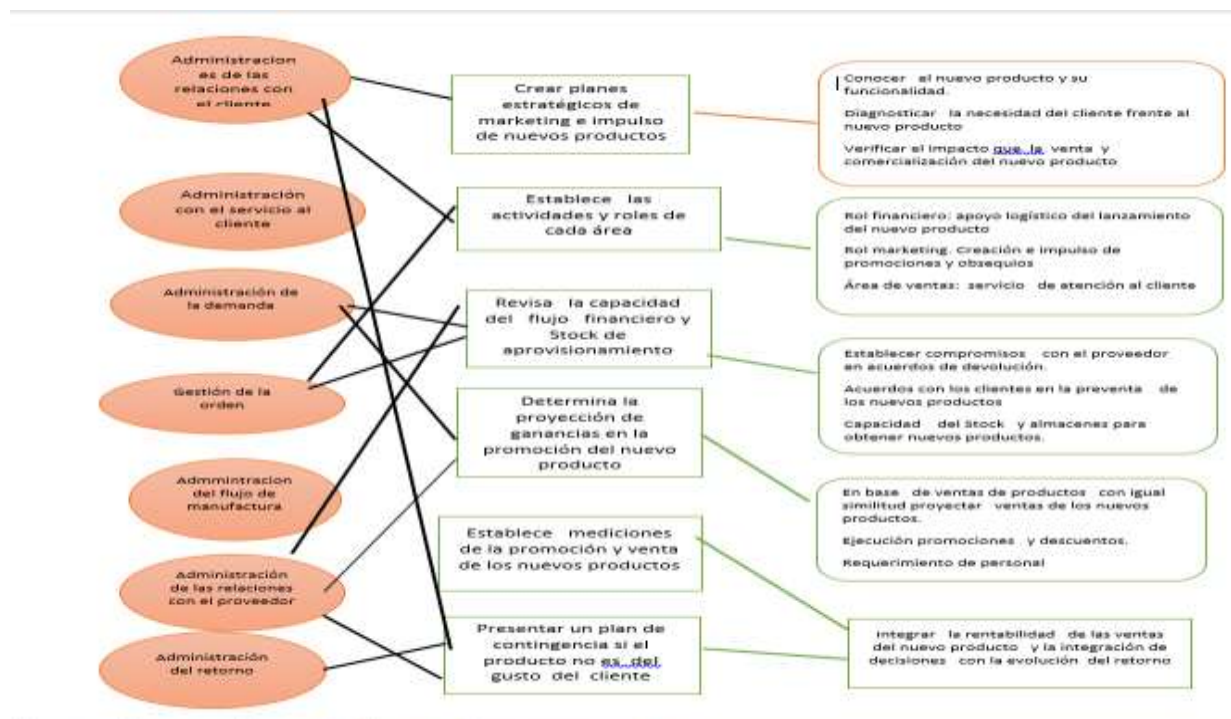 Administracion
es de las
relaciones con
el cliente
Administración
con el servicio al
cliente
Administración de
la demanda
Gestión de la
orden
Admmintracion
del flujo de
manufactura
Administración
de las relaciones
con el proveedor
Administración
del retorno
Crear planes
estratégicos de
marketing e impulso
de nuevos productos
Establece las
actividades y roles de
cada área
Revisa la capacidad
del flujo financiero y
Stock de
aprovisionamiento
Determina la
proyección de
ganancias en la
promoción del nuevo
producto
Establece mediciones
de la promoción y venta
de los nuevos productos
Presentar un plan de
contingencia si el
producto no es del
gusto del cliente
Conocer el nuevo producto y su
funcionalidad.
Diagnosticar la necesidad del cliente frente al
nuevo producto
Verificar el impacto que la venta y
comercialización del nuevo producto
Rol financiero: apoyo logístico del lanzamiento
del nuevo producto
Rol marketing. Creación e impulso de
promociones y obsequios
Área de ventas: servicio de atención al cliente
Establecer compromisos con el proveedor
en acuerdos de devolución.
Acuerdos con los clientes en la preventa de
los nuevos productos
Capacidad del Stock y almacenes para
obtener nuevos productos.
En base de ventas de productos con igual
similitud proyectar ventas de los nuevos
productos.
Ejecución promociones y descuentos.
Requerimiento de personal
Integrar la rentabilidad de las ventas
del nuevo producto y la integración de
decisiones con la evolución del retorno